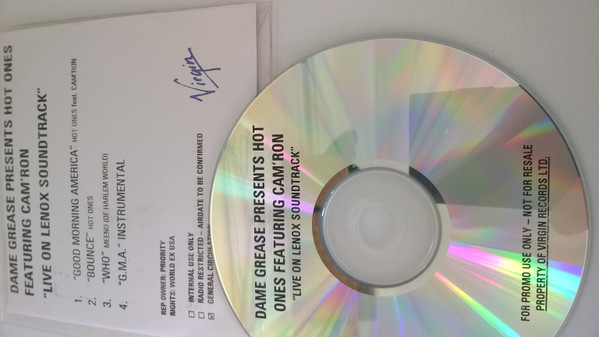 DAME GREASE PRESENTS HOT ONES
FEATURING CAM'RON
"LIVE ON LENOX SOUNDTRACK"
1. "GOOD MORNING AMERICA" HOT ONES feat. CAM'RON
2. "BOUNCE" HOT ONES
3. "WHO" MEENO (OF HARLEM WORLD)
4. "G.M.A." INSTRUMENTAL
REP OWNER: PRIORITY
RIGHTS: WORLD EX USA
INTERNAL USE ONLY
RADIO RESTRICTED – AIRDATE TO BE CONFIRMED
GENERAL
Virgin
DAME GREASE PRESENTS HOT
ONES FEATURING CAM'RON
"LIVE ON LENOX SOUNDTRACK"
FOR PROMO USE ONLY – NOT FOR RESALE
PROPERTY OF VIRGIN RECORDS LTD.